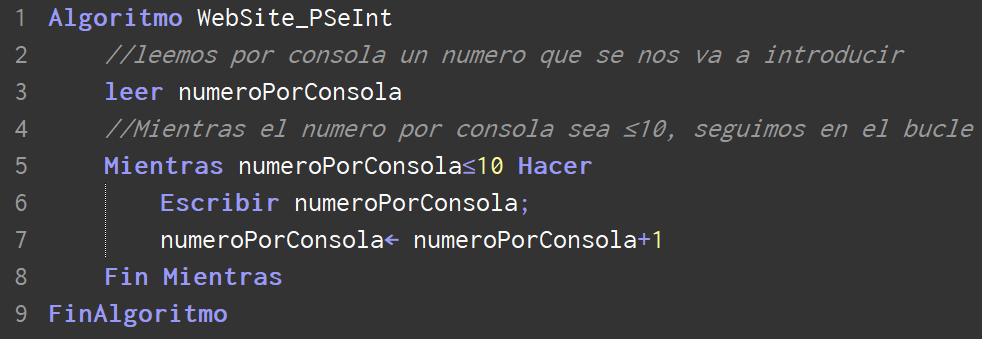 1 Algoritmo WebSite_PSeInt
2 //leemos por consola un numero que se nos va a introducir
3 leer numeroPorConsola
4 //Mientras el numero por consola sea ≤10, seguimos en el bucle
5 Mientras numeroPorConsola≤10 Hacer
6 Escribir numeroPorConsola;
7 numeroPorConsola← numeroPorConsola+1
8 Fin Mientras
9 FinAlgoritmo